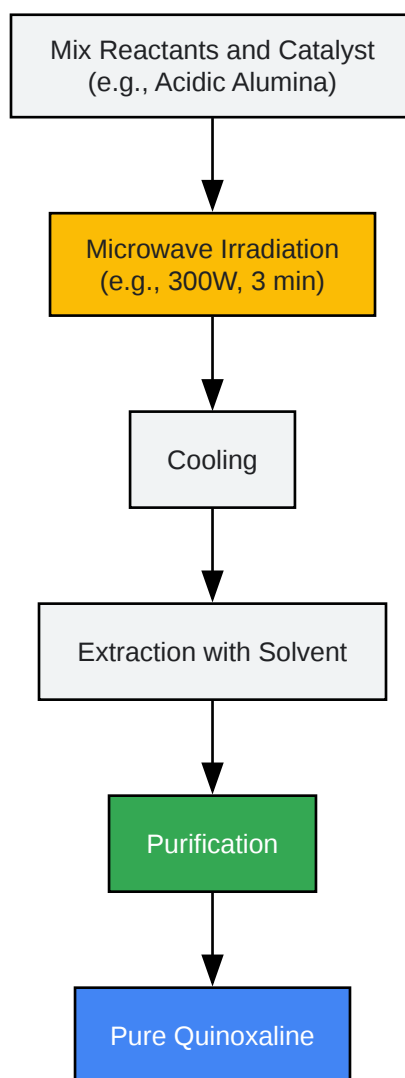 Mix Reactants and Catalyst
(e.g., Acidic Alumina)
Microwave Irradiation
(e.g., 300W, 3 min)
Cooling
Extraction with Solvent
Purification
Pure Quinoxaline